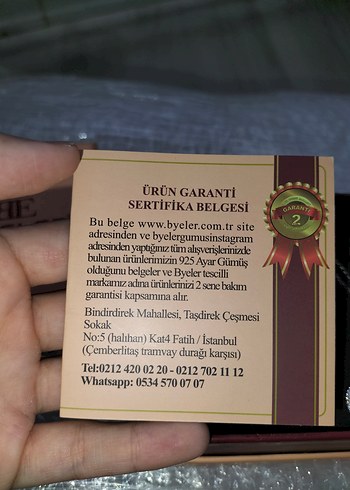 ÜRÜN GARANTİ
SERTİFİKA BELGESİ
Bu belge www.byeler.com.tr site
adresinden ve byelergumusinstagram
adresinden yaptığınız tüm alışverişlerinizde
bulunan ürünlerimizin 925 Ayar Gümüş
olduğunu belgeler ve Byeler tescilli
markamız adına ürünlerinizi 2 sene bakım
garantisi kapsamına alır.
Bindirdirek Mahallesi, Taşdirek Çeşmesi
Sokak
No:5 (halıhan) Kat4 Fatih / İstanbul
(Çemberlitaş tramvay durağı karşısı)
Tel:0212 420 02 20 - 0212 702 11 12
Whatsapp: 0534 570 07 07
GARANTİ
2